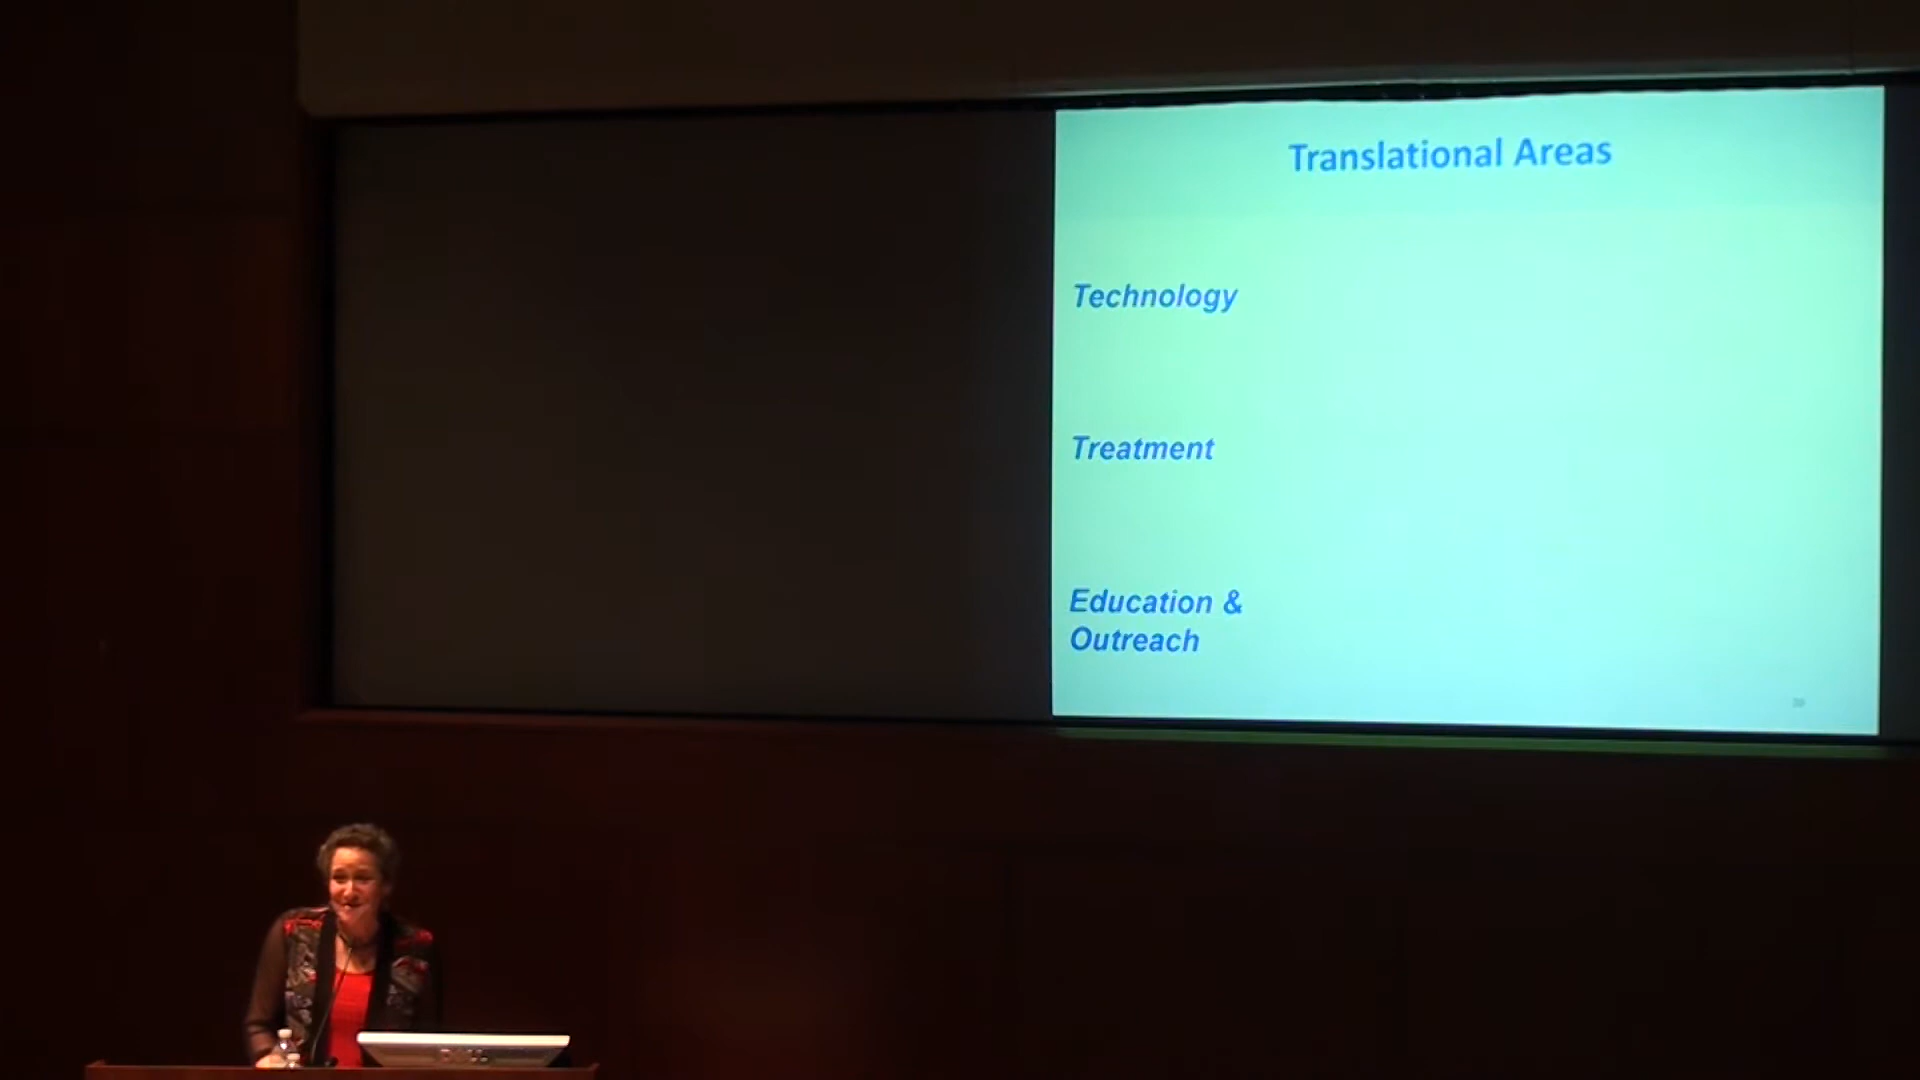 Translational Areas
Technology
Treatment
Education &
Outreach